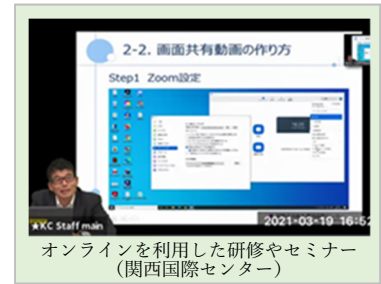 2-2. 画面共有動画の作り方
Step1 Zoom設定
★KC Staff main
2021-03-19 16:52
オンラインを利用した研修やセミナー
（関西国際センター）